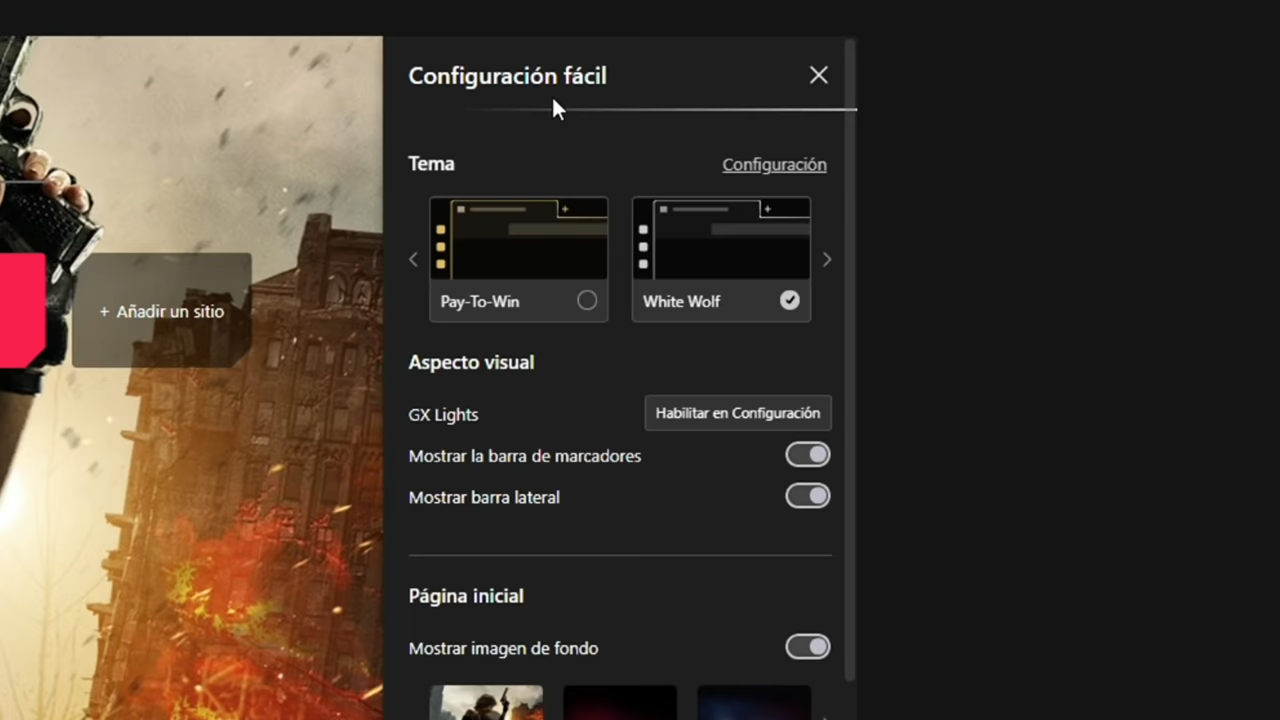 Configuración fácil
Tema
Configuración
Pay-To-Win
White Wolf
+ Añadir un sitio
Aspecto visual
GX Lights
Habilitar en Configuración
Mostrar la barra de marcadores
Mostrar barra lateral
Página inicial
Mostrar imagen de fondo